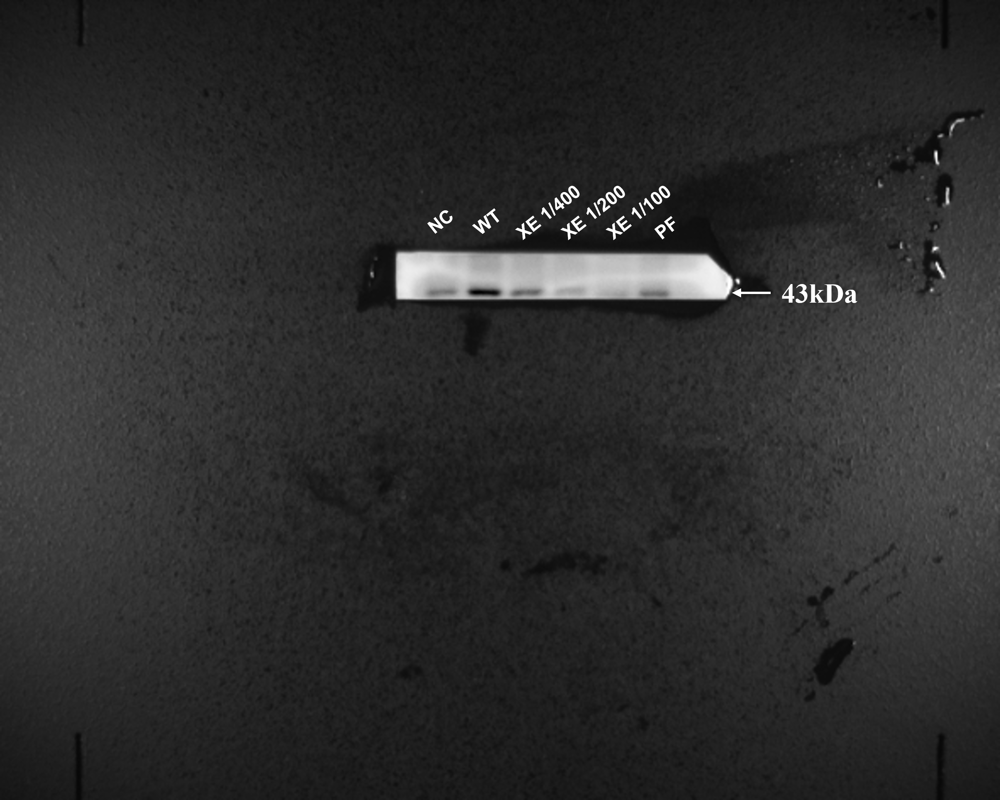 NC
WT
XE 1/400
XE 1/200
XE 1/100
PF
43kDa